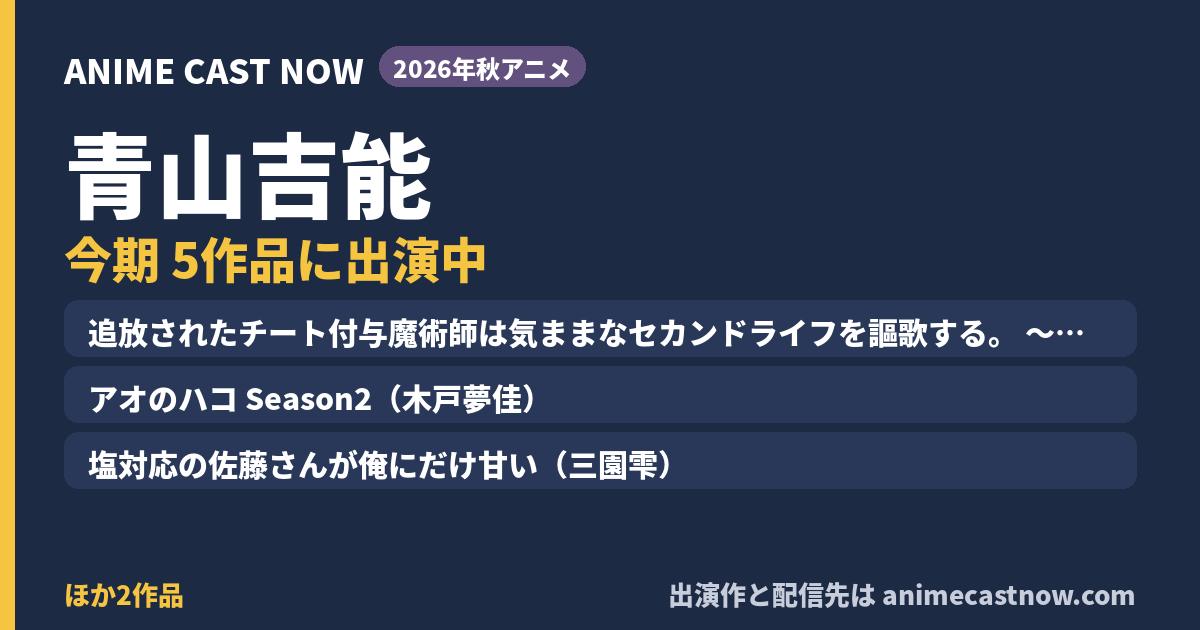 ANIME CAST NOW 2026年秋アニメ
青山吉能
今期 5作品に出演中
追放されたチート付与魔術師は気ままなセカンドライフを謳歌する。 〜…
アオのハコ Season2（木戸夢佳）
塩対応の佐藤さんが俺にだけ甘い（三園雫）
ほか2作品
出演作と配信先は animecastnow.com